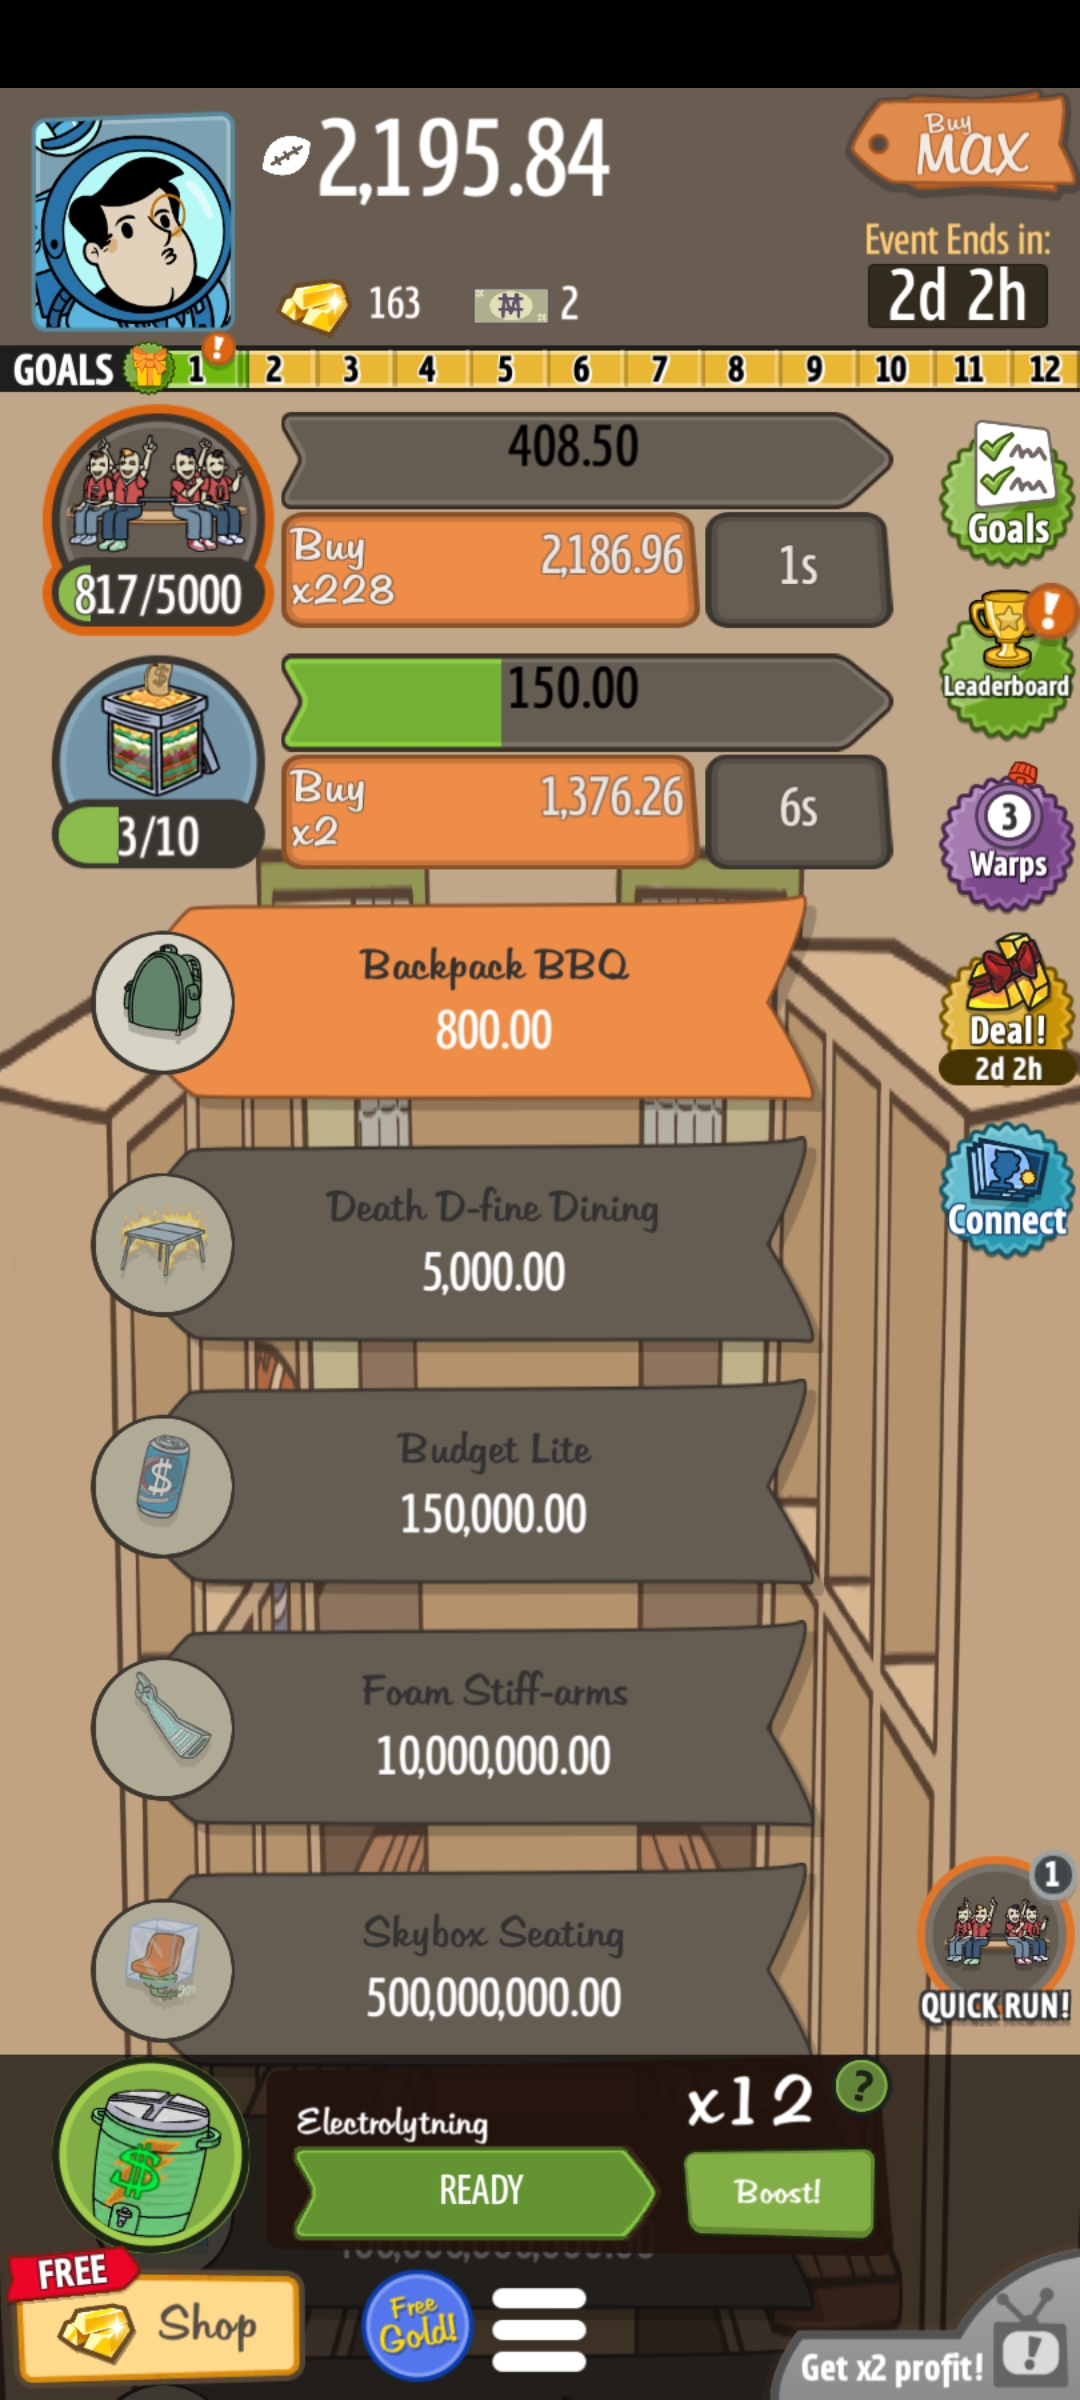 2,195.84
Buy
MAX
Event Ends in:
2d 2h
163
2
GOALS 1 ! 2 3 4 5 6 7 8 9 10 11 12
408.50
Buy
x228
2,186.96
1s
817/5000
Goals
150.00
Buy
x2
1,376.26
6s
3/10
!
Leaderboard
3
Warps
Backpack BBQ
800.00
Deal!
2d 2h
Death D-fine Dining
5,000.00
Connect
Budget Lite
150,000.00
$
Foam Stiff-arms
10,000,000.00
Skybox Seating
500,000,000.00
1
QUICK RUN!
Electrolytning
x12
?
$
READY
Boost!
FREE
Shop
Free
Gold!
Get x2 profit!
!